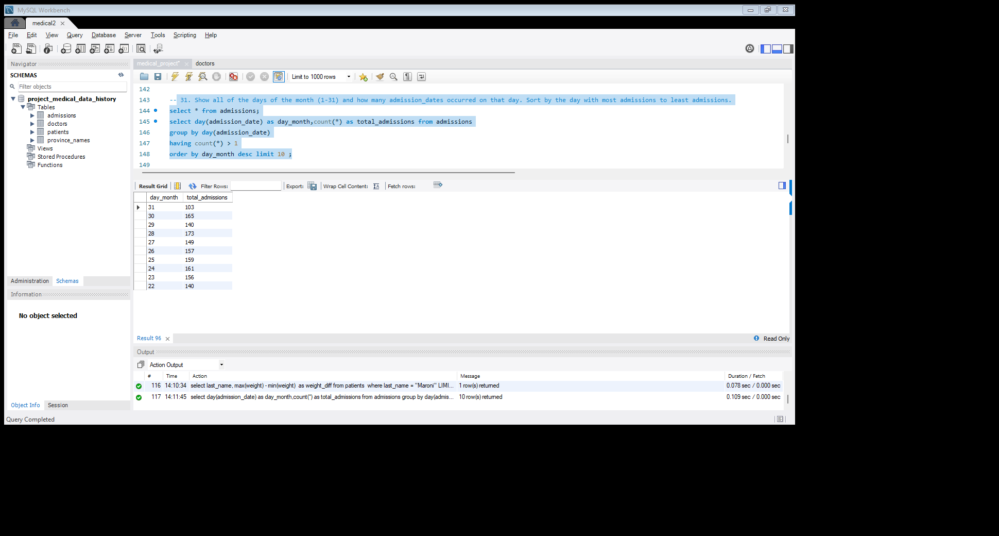 MySQL Workbench
medical2
File Edit View Query Database Server Tools Scripting Help
Navigator
SCHEMAS
Filter objects
project_medical_data_history
Tables
admissions
doctors
patients
province_names
Views
Stored Procedures
Functions
Administration Schemas
Information
No object selected
Object Info Session
medical_project* doctors
Limit to 1000 rows
142
143 -- 31. Show all of the days of the month (1-31) and how many admission_dates occurred on that day. Sort by the day with most admissions to least admissions.
144 select * from admissions;
145 select day(admission_date) as day_month,count(*) as total_admissions from admissions
146 group by day(admission_date)
147 having count(*) > 1
148 order by day_month desc limit 10 ;
149
Result Grid Filter Rows: Export: Wrap Cell Content: Fetch rows:
day_month total_admissions
31 103
30 165
29 140
28 173
27 149
26 157
25 159
24 161
23 156
22 140
Result 96 Read Only
Output
Action Output
# Time Action Message Duration / Fetch
116 14:10:34 select last_name, max(weight) - min(weight) as weight_diff from patients where last_name = "Maroni" LIMI... 1 row(s) returned 0.078 sec / 0.000 sec
117 14:11:45 select day(admission_date) as day_month,count(*) as total_admissions from admissions group by day(admis... 10 row(s) returned 0.109 sec / 0.000 sec
Query Completed